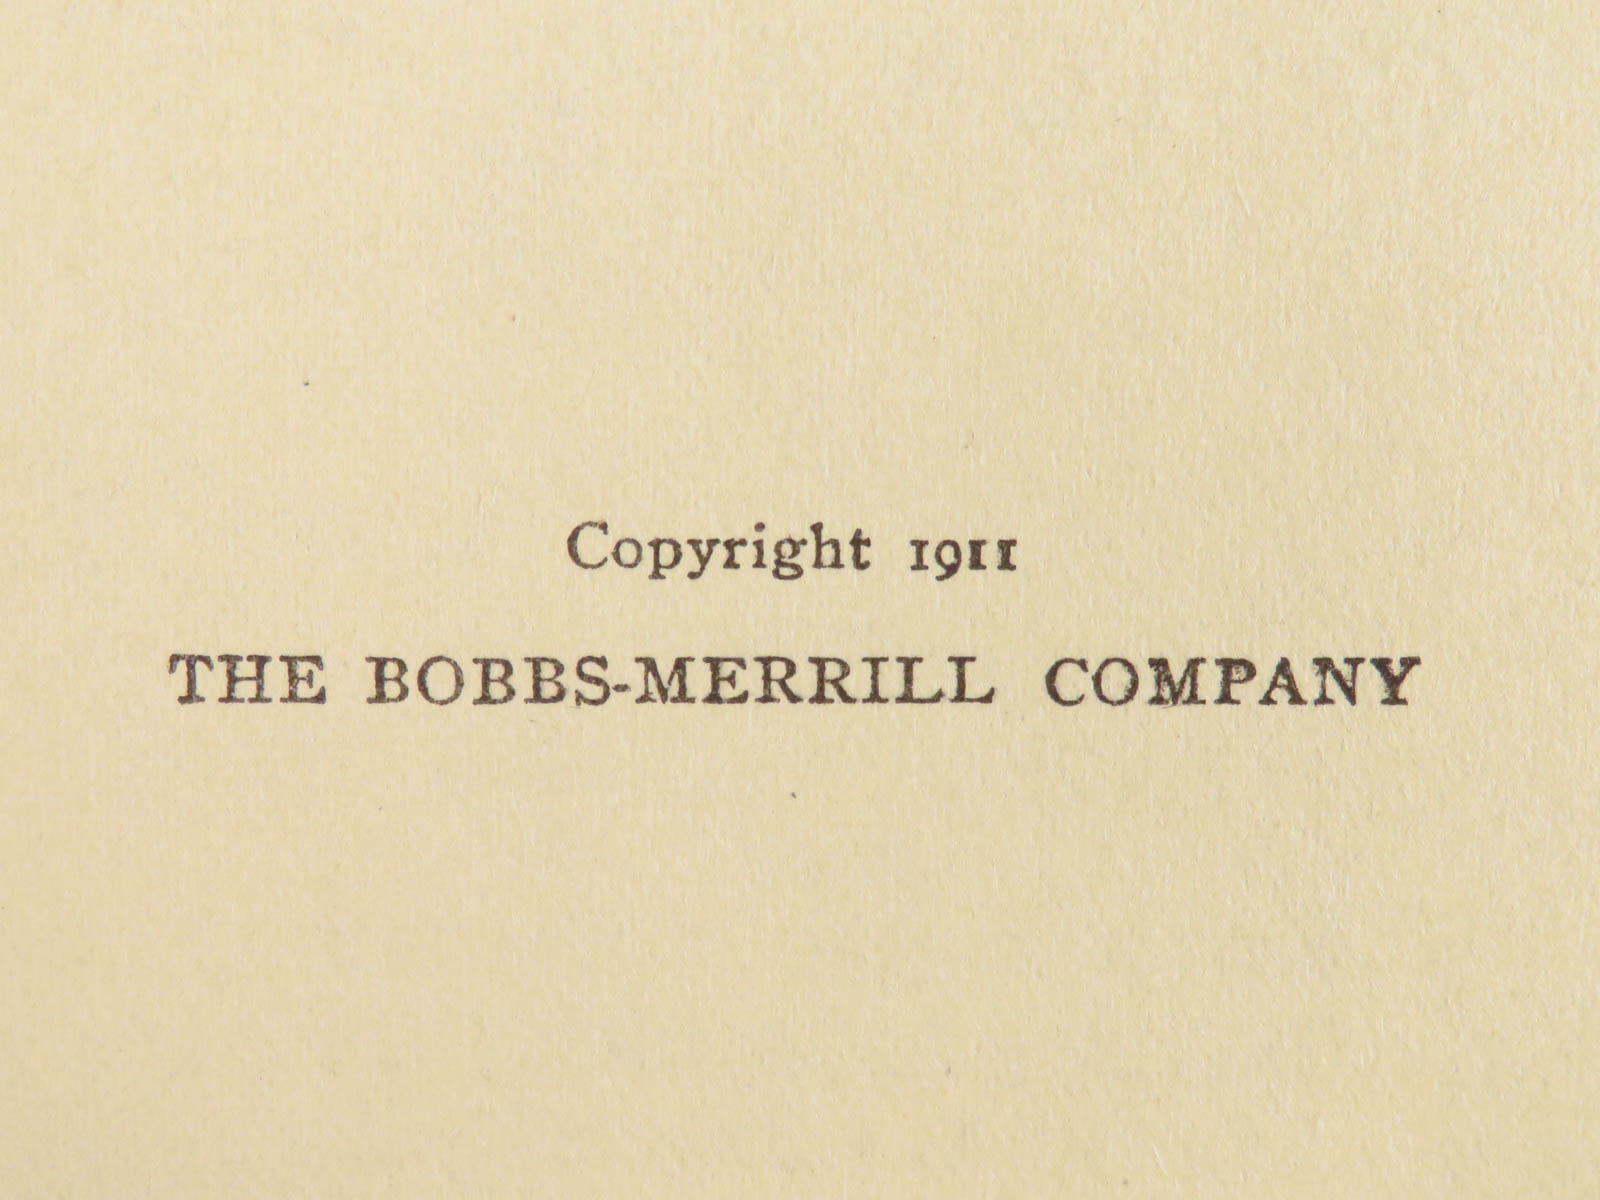 Copyright 1911
THE BOBBS-MERRILL COMPANY